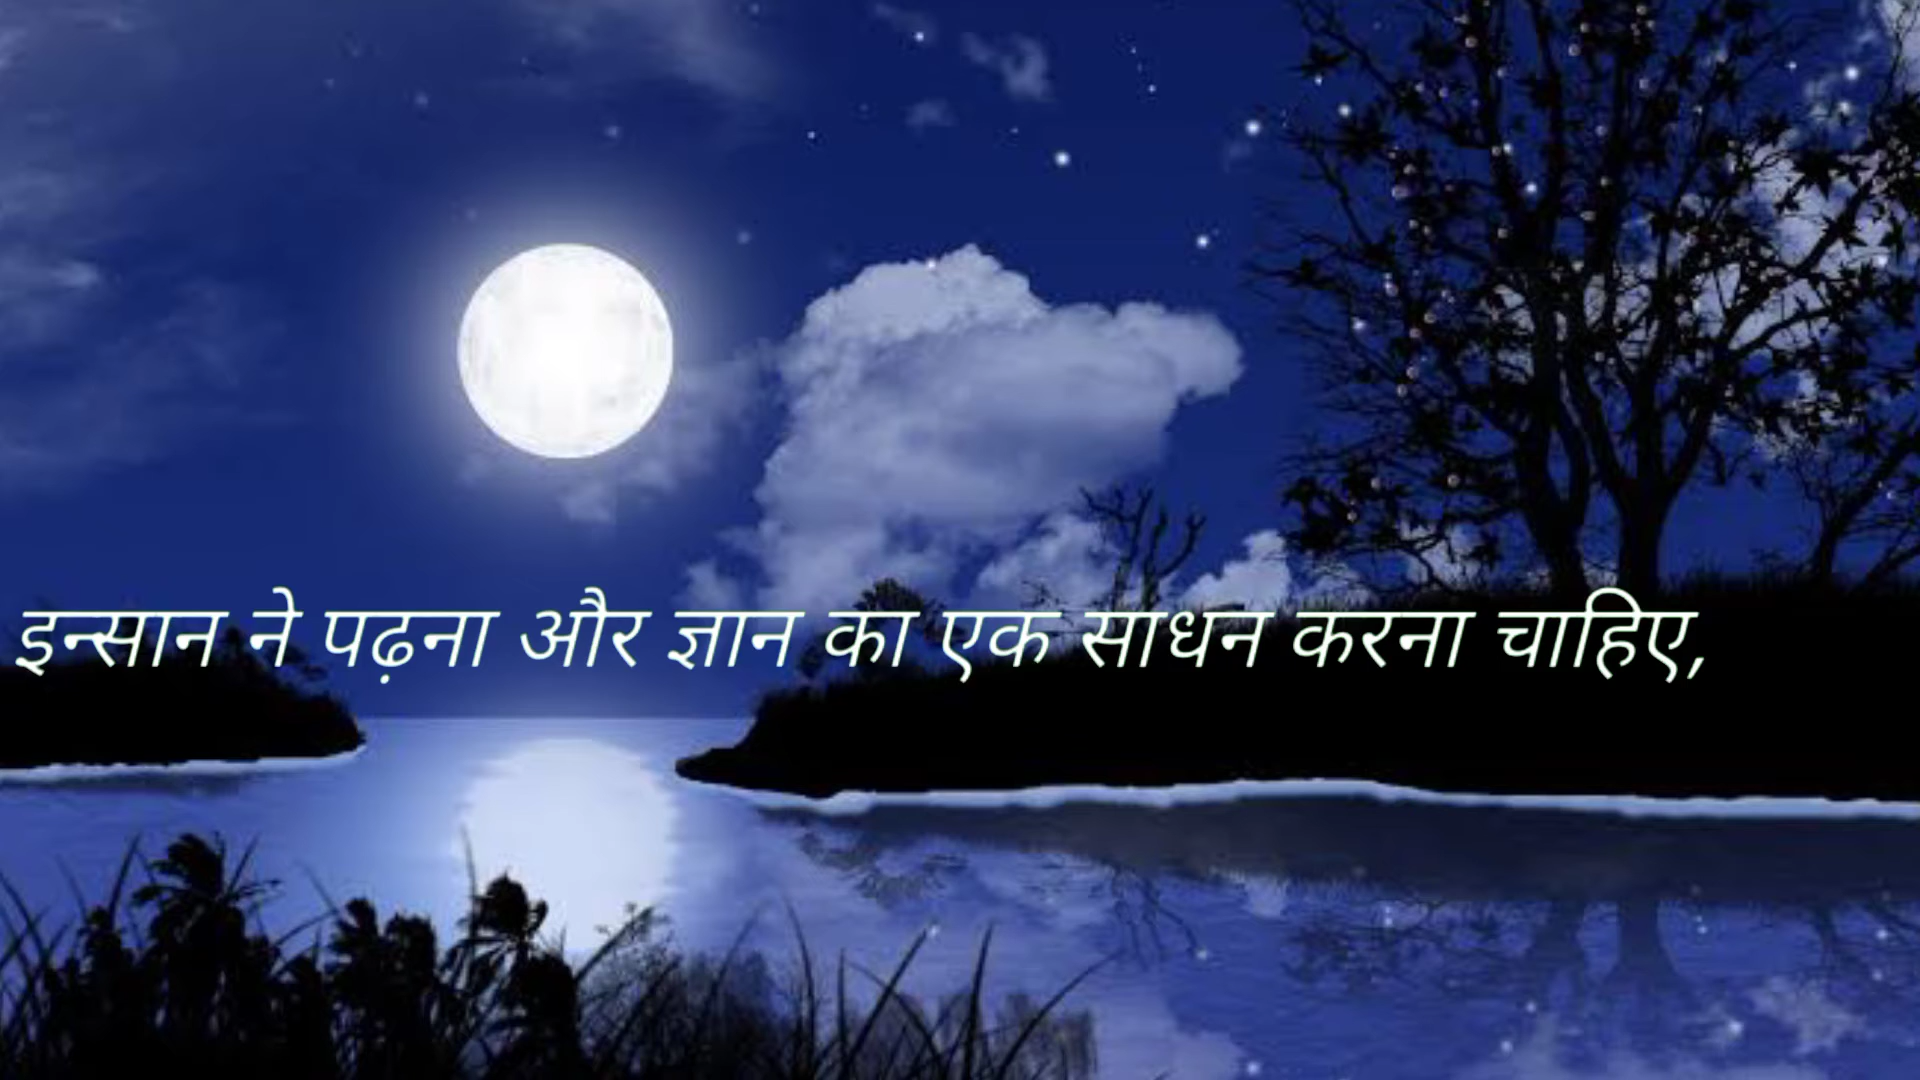 इन्सान ने पढ़ना और ज्ञान का एक साधन करना चाहिए,